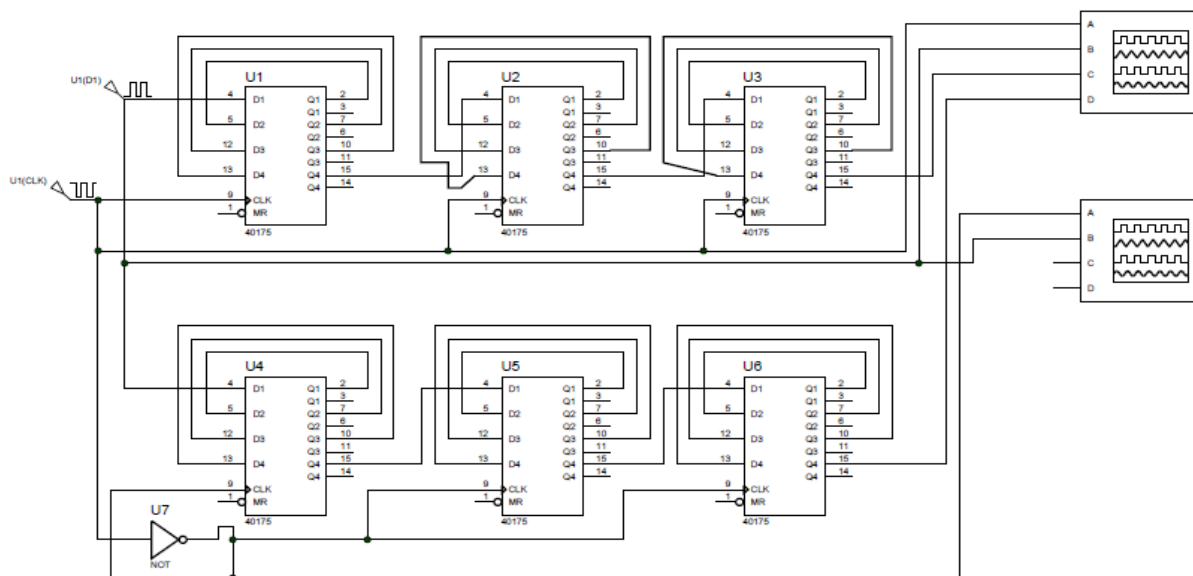 U1(D1)
U1(CLK)
U1
4 D1 Q1 2
Q1 3
5 D2 Q2 7
Q2 6
12 D3 Q3 10
Q3 11
13 D4 Q4 15
Q4 14
9 CLK
1 MR
40175
U2
4 D1 Q1 2
Q1 3
5 D2 Q2 7
Q2 6
12 D3 Q3 10
Q3 11
13 D4 Q4 15
Q4 14
9 CLK
1 MR
40175
U3
4 D1 Q1 2
Q1 3
5 D2 Q2 7
Q2 6
12 D3 Q3 10
Q3 11
13 D4 Q4 15
Q4 14
9 CLK
1 MR
40175
A
B
C
D
A
B
C
D
U4
4 D1 Q1 2
Q1 3
5 D2 Q2 7
Q2 6
12 D3 Q3 10
Q3 11
13 D4 Q4 15
Q4 14
9 CLK
1 MR
40175
U5
4 D1 Q1 2
Q1 3
5 D2 Q2 7
Q2 6
12 D3 Q3 10
Q3 11
13 D4 Q4 15
Q4 14
9 CLK
1 MR
40175
U6
4 D1 Q1 2
Q1 3
5 D2 Q2 7
Q2 6
12 D3 Q3 10
Q3 11
13 D4 Q4 15
Q4 14
9 CLK
1 MR
40175
U7
NOT